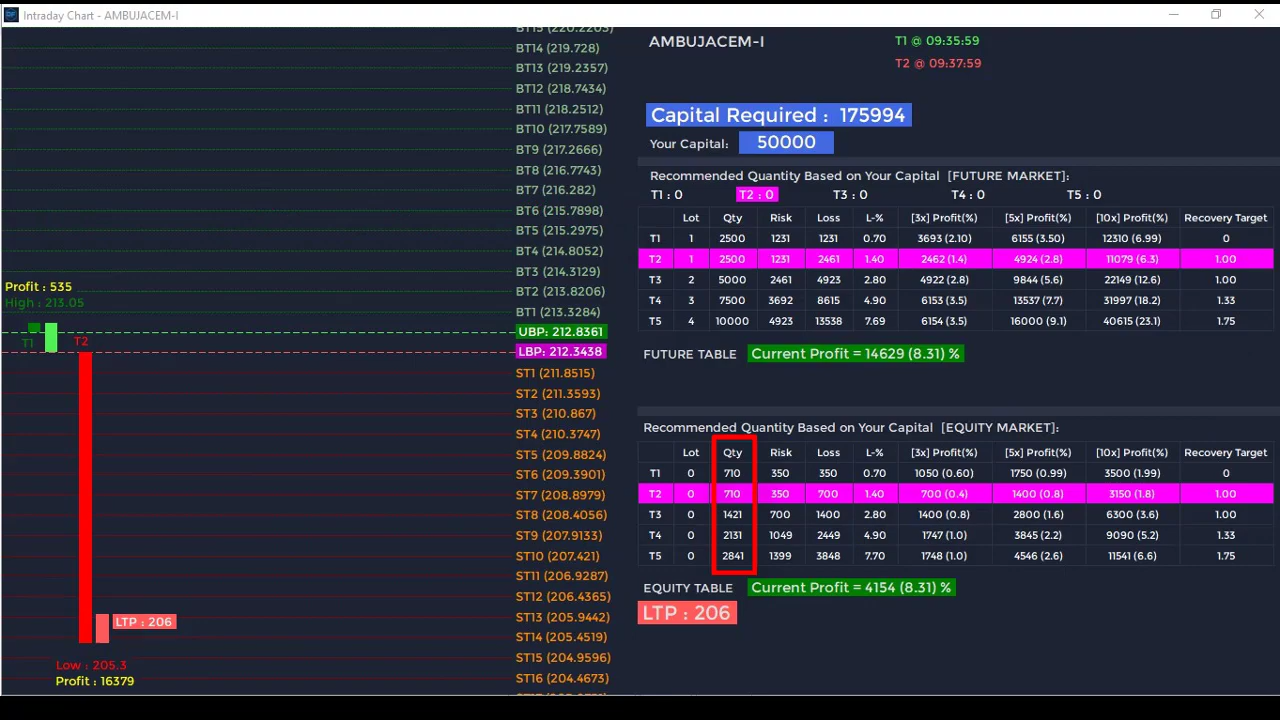 Intraday Chart - AMBUJACEM-I
BT14 (219.728)
BT13 (219.2357)
BT12 (218.7434)
BT11 (218.2512)
BT10 (217.7589)
BT9 (217.2666)
BT8 (216.7743)
BT7 (216.282)
BT6 (215.7898)
BT5 (215.2975)
BT4 (214.8052)
BT3 (214.3129)
BT2 (213.8206)
BT1 (213.3284)
UBP: 212.8361
LBP: 212.3438
ST1 (211.8515)
ST2 (211.3593)
ST3 (210.867)
ST4 (210.3747)
ST5 (209.8824)
ST6 (209.3901)
ST7 (208.8979)
ST8 (208.4056)
ST9 (207.9133)
ST10 (207.421)
ST11 (206.9287)
ST12 (206.4365)
ST13 (205.9442)
ST14 (205.4519)
ST15 (204.9596)
ST16 (204.4673)
Profit : 535
High : 213.05
T1
T2
LTP : 206
Low : 205.3
Profit : 16379
AMBUJACEM-I
T1 @ 09:35:59
T2 @ 09:37:59
Capital Required : 175994
Your Capital: 50000
Recommended Quantity Based on Your Capital [FUTURE MARKET]:
T1 : 0 T2 : 0 T3 : 0 T4 : 0 T5 : 0
Lot Qty Risk Loss L-% [3x] Profit(%) [5x] Profit(%) [10x] Profit(%) Recovery Target
T1 1 2500 1231 1231 0.70 3693 (2.10) 6155 (3.50) 12310 (6.99) 0
T2 1 2500 1231 2461 1.40 2462 (1.4) 4924 (2.8) 11079 (6.3) 1.00
T3 2 5000 2461 4923 2.80 4922 (2.8) 9844 (5.6) 22149 (12.6) 1.00
T4 3 7500 3692 8615 4.90 6153 (3.5) 13537 (7.7) 31997 (18.2) 1.33
T5 4 10000 4923 13538 7.69 6154 (3.5) 16000 (9.1) 40615 (23.1) 1.75
FUTURE TABLE Current Profit = 14629 (8.31) %
Recommended Quantity Based on Your Capital [EQUITY MARKET]:
Lot Qty Risk Loss L-% [3x] Profit(%) [5x] Profit(%) [10x] Profit(%) Recovery Target
T1 0 710 350 350 0.70 1050 (0.60) 1750 (0.99) 3500 (1.99) 0
T2 0 710 350 700 1.40 700 (0.4) 1400 (0.8) 3150 (1.8) 1.00
T3 0 1421 700 1400 2.80 1400 (0.8) 2800 (1.6) 6300 (3.6) 1.00
T4 0 2131 1049 2449 4.90 1747 (1.0) 3845 (2.2) 9090 (5.2) 1.33
T5 0 2841 1399 3848 7.70 1748 (1.0) 4546 (2.6) 11541 (6.6) 1.75
EQUITY TABLE Current Profit = 4154 (8.31) %
LTP : 206